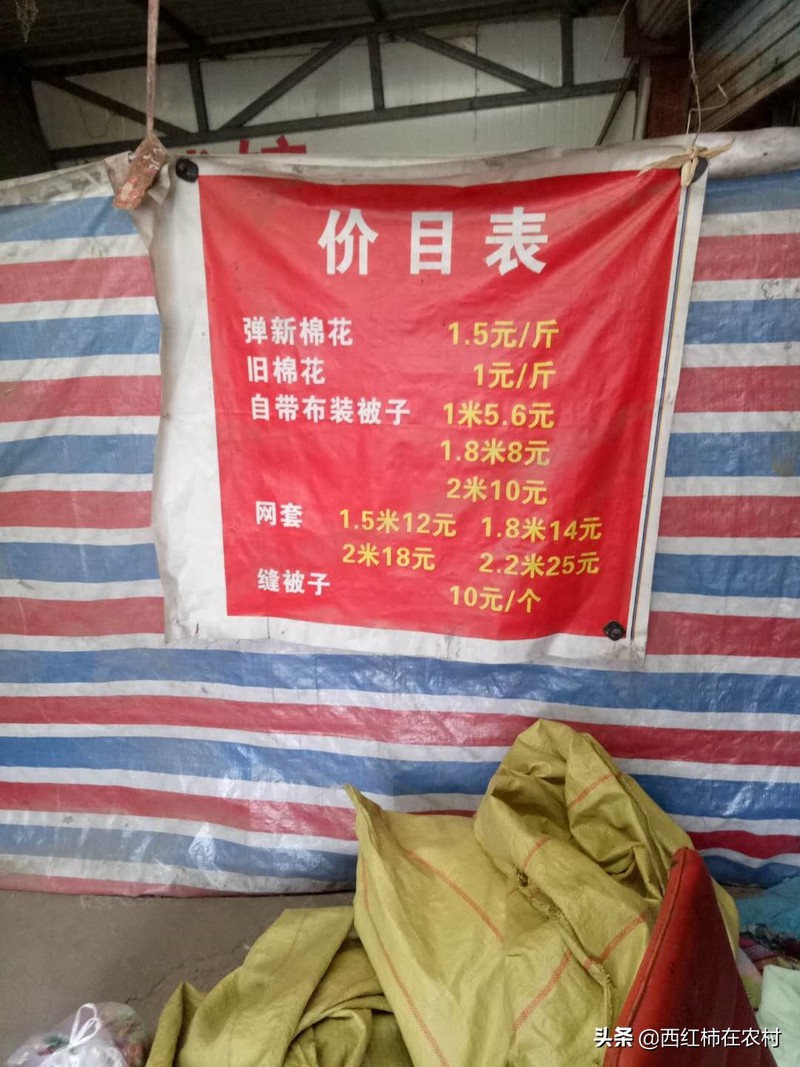 价目表
弹新棉花 1.5元/斤
旧棉花 1元/斤
自带布装被子 1米5.6元
1.8米8元
2米10元
网套 1.5米12元 1.8米14元
2米18元 2.2米25元
缝被子 10元/个
头条 @西红柿在农村